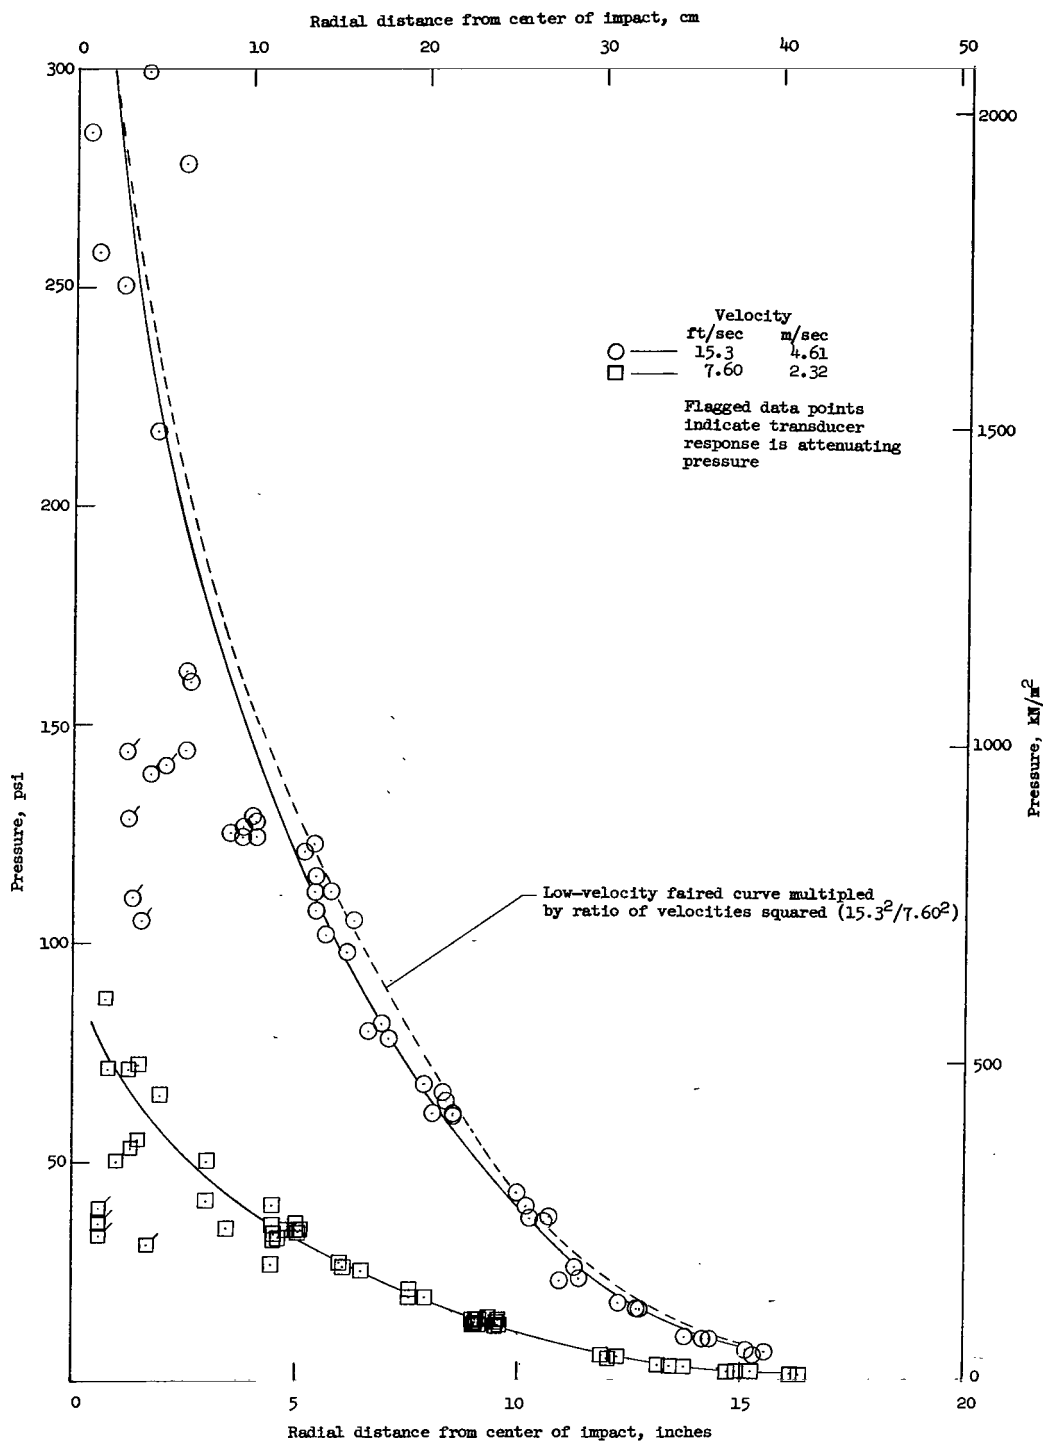 Radial distance from center of impact, cm
0 10 20 30 40 50
300
250
200
150
100
50
0
Pressure, psi
2000
1500
1000
500
0
Pressure, kN/m²
Velocity
ft/sec m/sec
15.3 4.61
7.60 2.32
Flagged data points
indicate transducer
response is attenuating
pressure
Low-velocity faired curve multipled
by ratio of velocities squared (15.3²/7.60²)
0 5 10 15 20
Radial distance from center of impact, inches